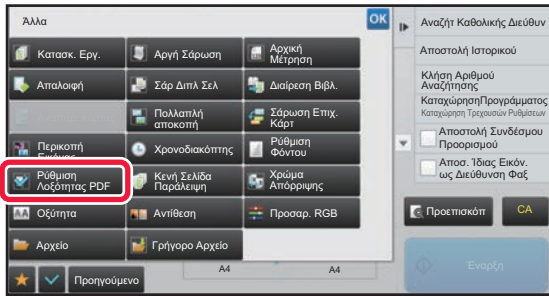 Άλλα
OK
Κατασκ. Εργ.
Αργή Σάρωση
Αρχική
Μέτρηση
Απαλοιφή
Σάρ Διπλ Σελ
Διαίρεση Βιβλ.
Πολλαπλή
αποκοπή
Σάρωση Επιχ.
Κάρτ
Περικοπή
Εικόνας
Χρονοδιακόπτης
Ρύθμιση
Φόντου
Ρύθμιση
Λοξότητας PDF
Κενή Σελίδα
Παράλειψη
Χρώμα
Απόρριψης
AA Οξύτητα
Αντίθεση
Προσαρ. RGB
Αρχείο
Γρήγορο Αρχείο
Προηγούμενο
A4
A4
Αναζήτ Καθολικής Διεύθυν
Αποστολή Ιστορικού
Κλήση Αριθμού
Αναζήτησης
ΚαταχώρησηΠρογράμματος
Καταχώρηση Τρεχουσών Ρυθμίσεων
Αποστολή Συνδέσμου
Προορισμού
Αποσ. Ίδιας Εικόν.
ως Διεύθυνση Φαξ
Προεπισκόπ
CA
Έναρξη